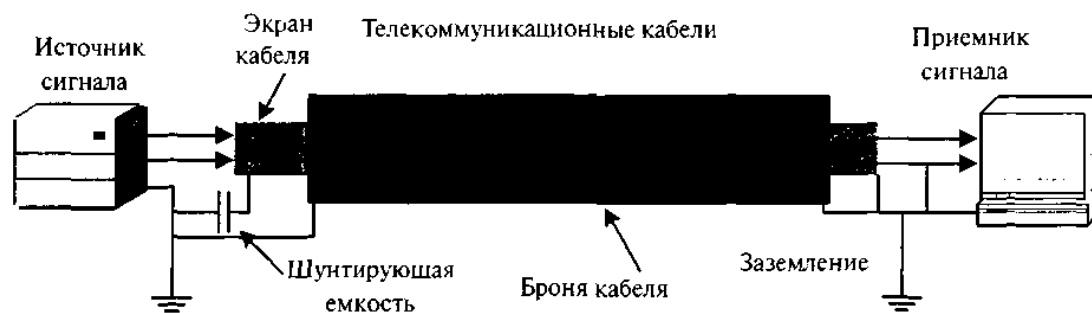 Источник
сигнала
Экран
кабеля
Телекоммуникационные кабели
Приемник
сигнала
Шунтирующая
емкость
Броня кабеля
Заземление